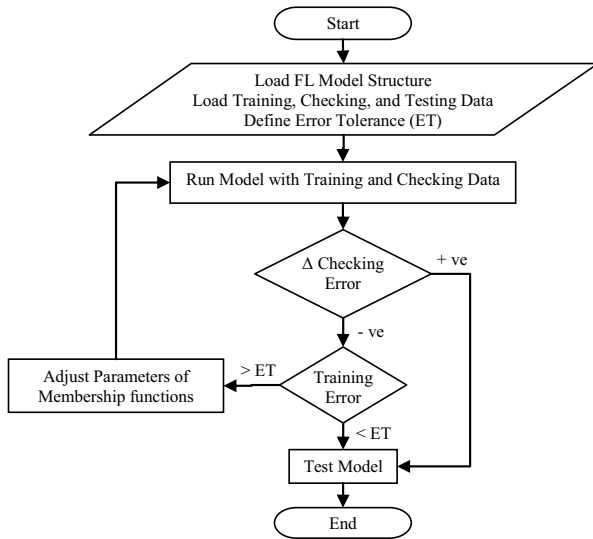 Start
Load FL Model Structure
Load Training, Checking, and Testing Data
Define Error Tolerance (ET)
Run Model with Training and Checking Data
Δ Checking
Error
+ ve
- ve
Training
Error
> ET
Adjust Parameters of
Membership functions
< ET
Test Model
End